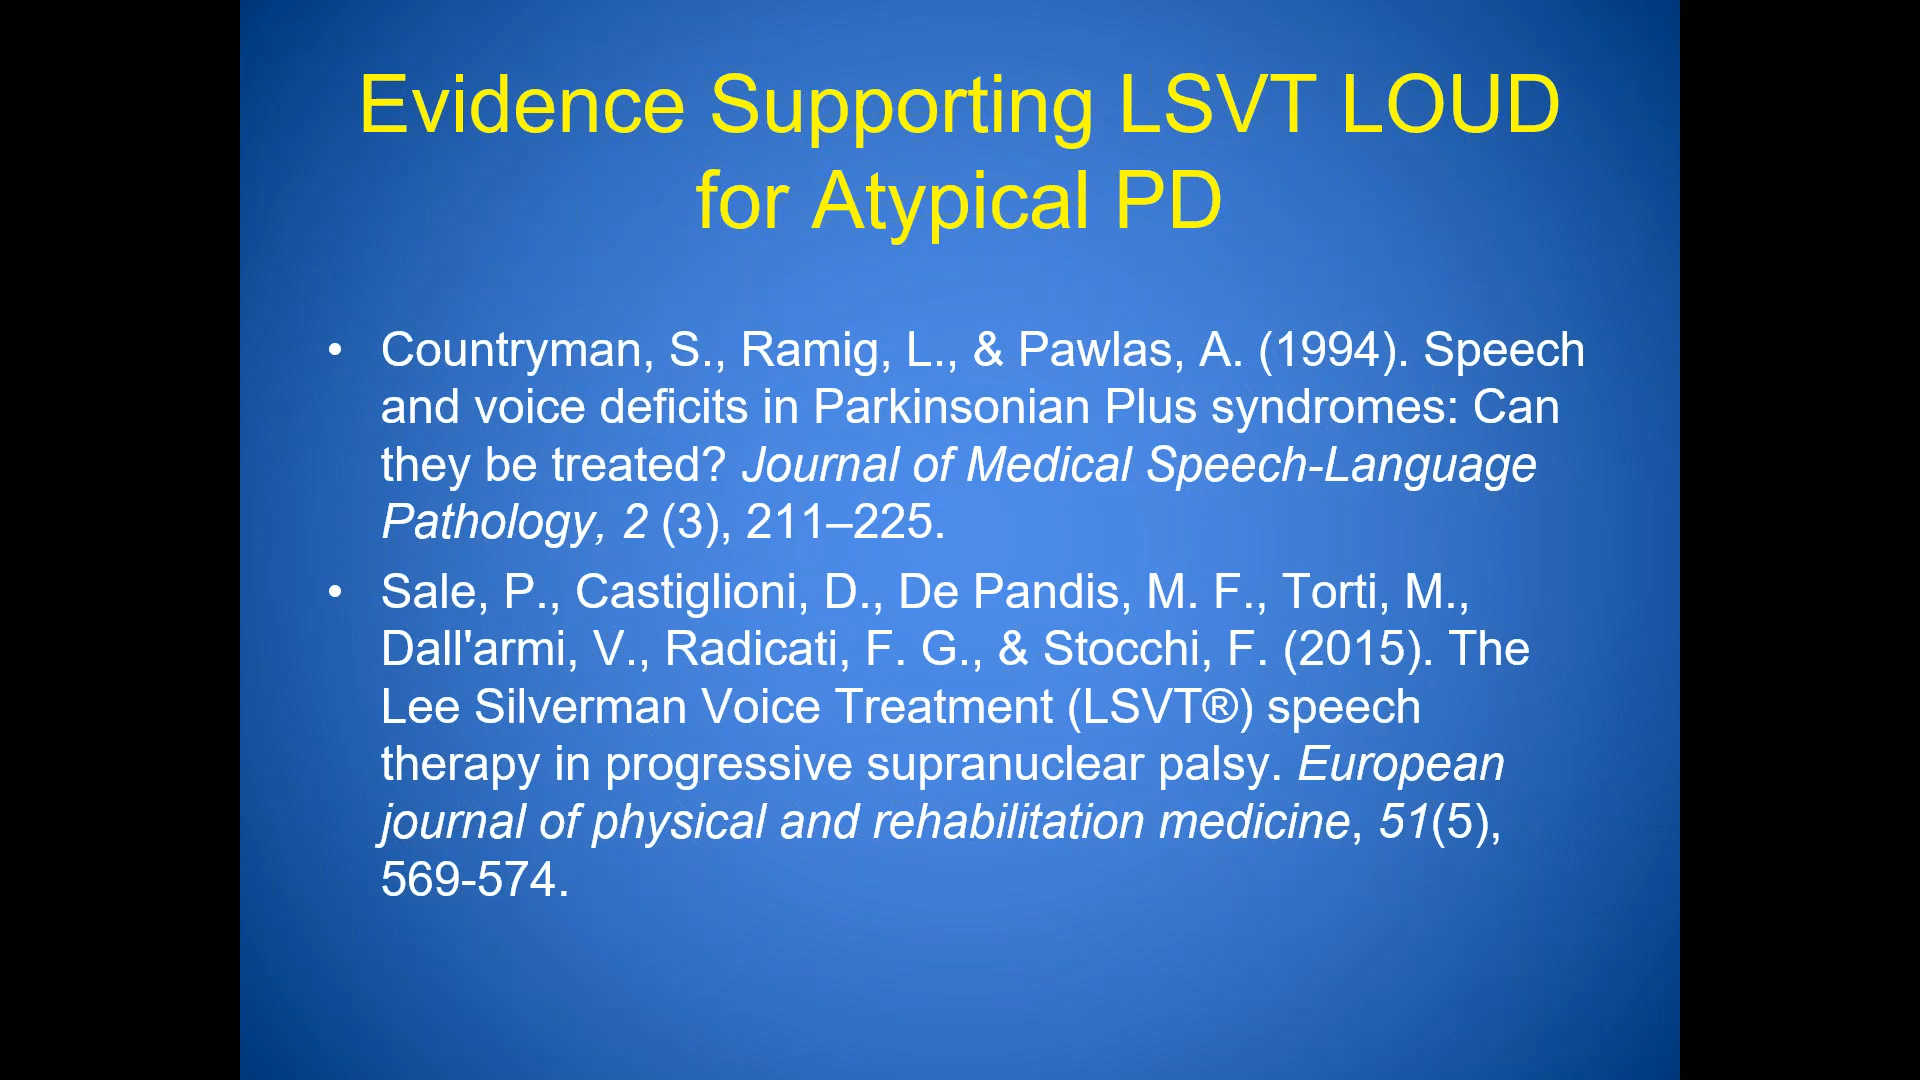 Evidence Supporting LSVT LOUD
for Atypical PD
• Countryman, S., Ramig, L., & Pawlas, A. (1994). Speech
and voice deficits in Parkinsonian Plus syndromes: Can
they be treated? Journal of Medical Speech-Language
Pathology, 2 (3), 211–225.
• Sale, P., Castiglioni, D., De Pandis, M. F., Torti, M.,
Dall'armi, V., Radicati, F. G., & Stocchi, F. (2015). The
Lee Silverman Voice Treatment (LSVT®) speech
therapy in progressive supranuclear palsy. European
journal of physical and rehabilitation medicine, 51(5),
569-574.